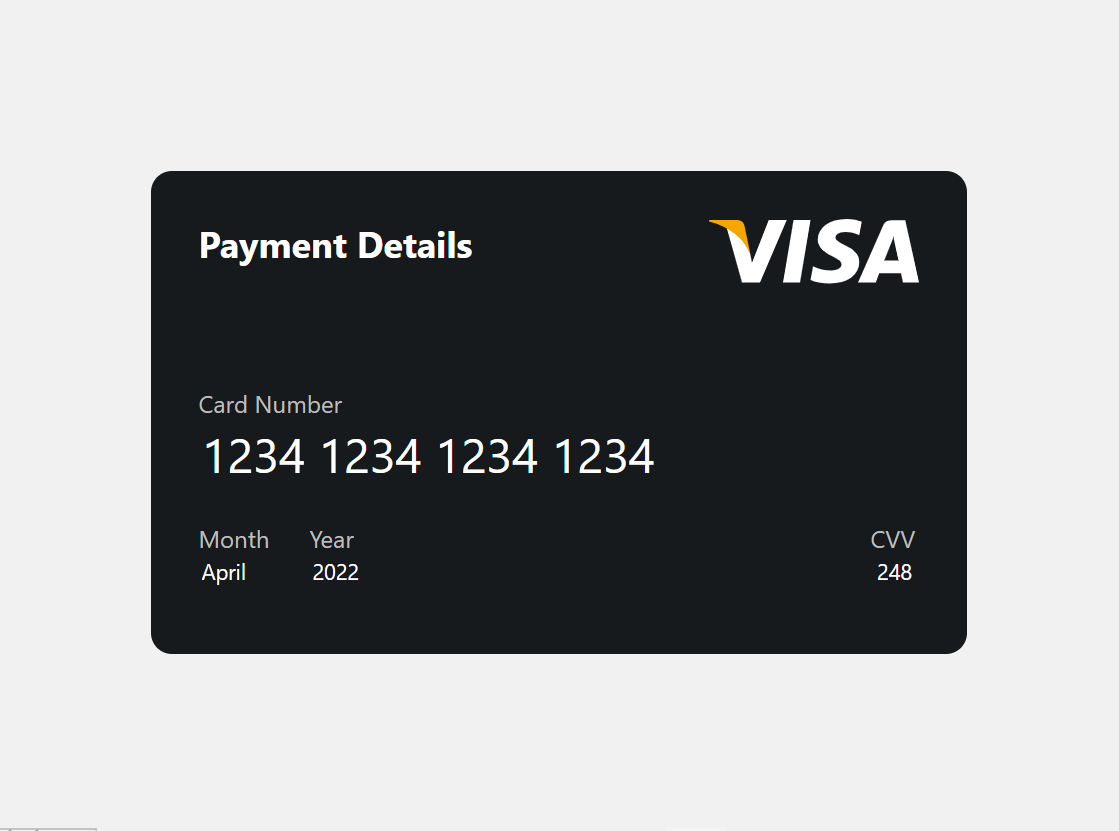 Payment Details
VISA
Card Number
1234 1234 1234 1234
Month Year CVV
April 2022 248